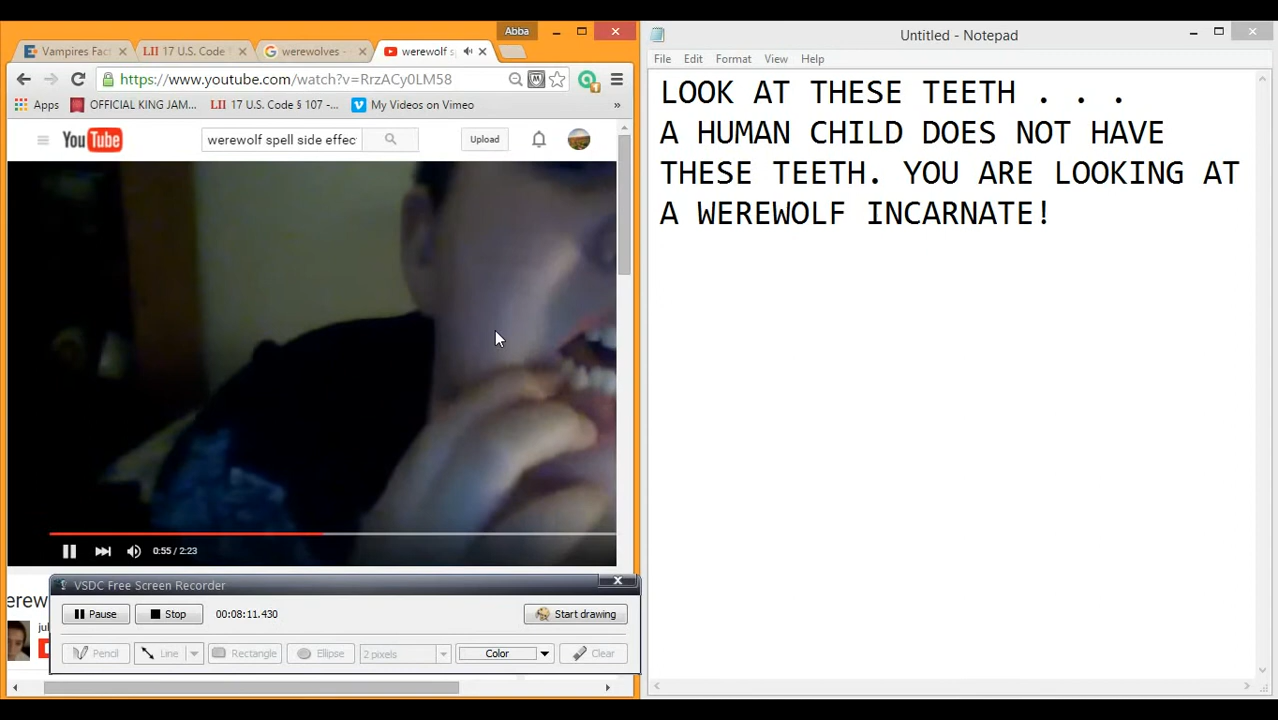 Abba
Vampires Fac
LII 17 U.S. Code
werewolves -
werewolf s
https://www.youtube.com/watch?v=RrzACy0LM58
Apps
OFFICIAL KING JAM...
LII 17 U.S. Code § 107 -...
My Videos on Vimeo
»
YouTube
werewolf spell side effec
Upload
0:55 / 2:23
VSDC Free Screen Recorder
Pause
Stop
00:08:11.430
Start drawing
Pencil
Line
Rectangle
Ellipse
2 pixels
Color
Clear
Untitled - Notepad
File Edit Format View Help
LOOK AT THESE TEETH . . .
A HUMAN CHILD DOES NOT HAVE
THESE TEETH. YOU ARE LOOKING AT
A WEREWOLF INCARNATE!